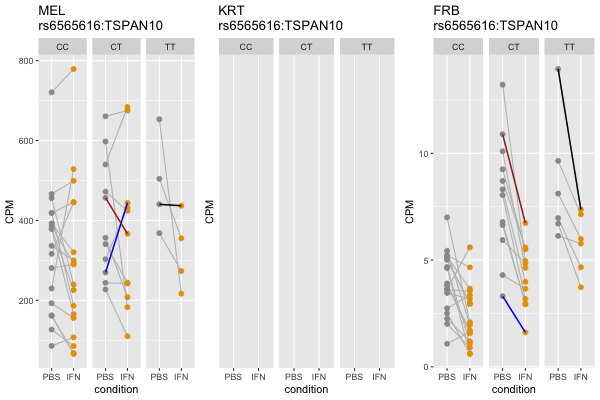 MEL
rs6565616:TSPAN10
CC CT TT
800
600
400
200
CPM
PBS IFN PBS IFN PBS IFN
condition
KRT
rs6565616:TSPAN10
CC CT TT
CPM
PBS IFN PBS IFN PBS IFN
condition
FRB
rs6565616:TSPAN10
CC CT TT
10
5
0
CPM
PBS IFN PBS IFN PBS IFN
condition